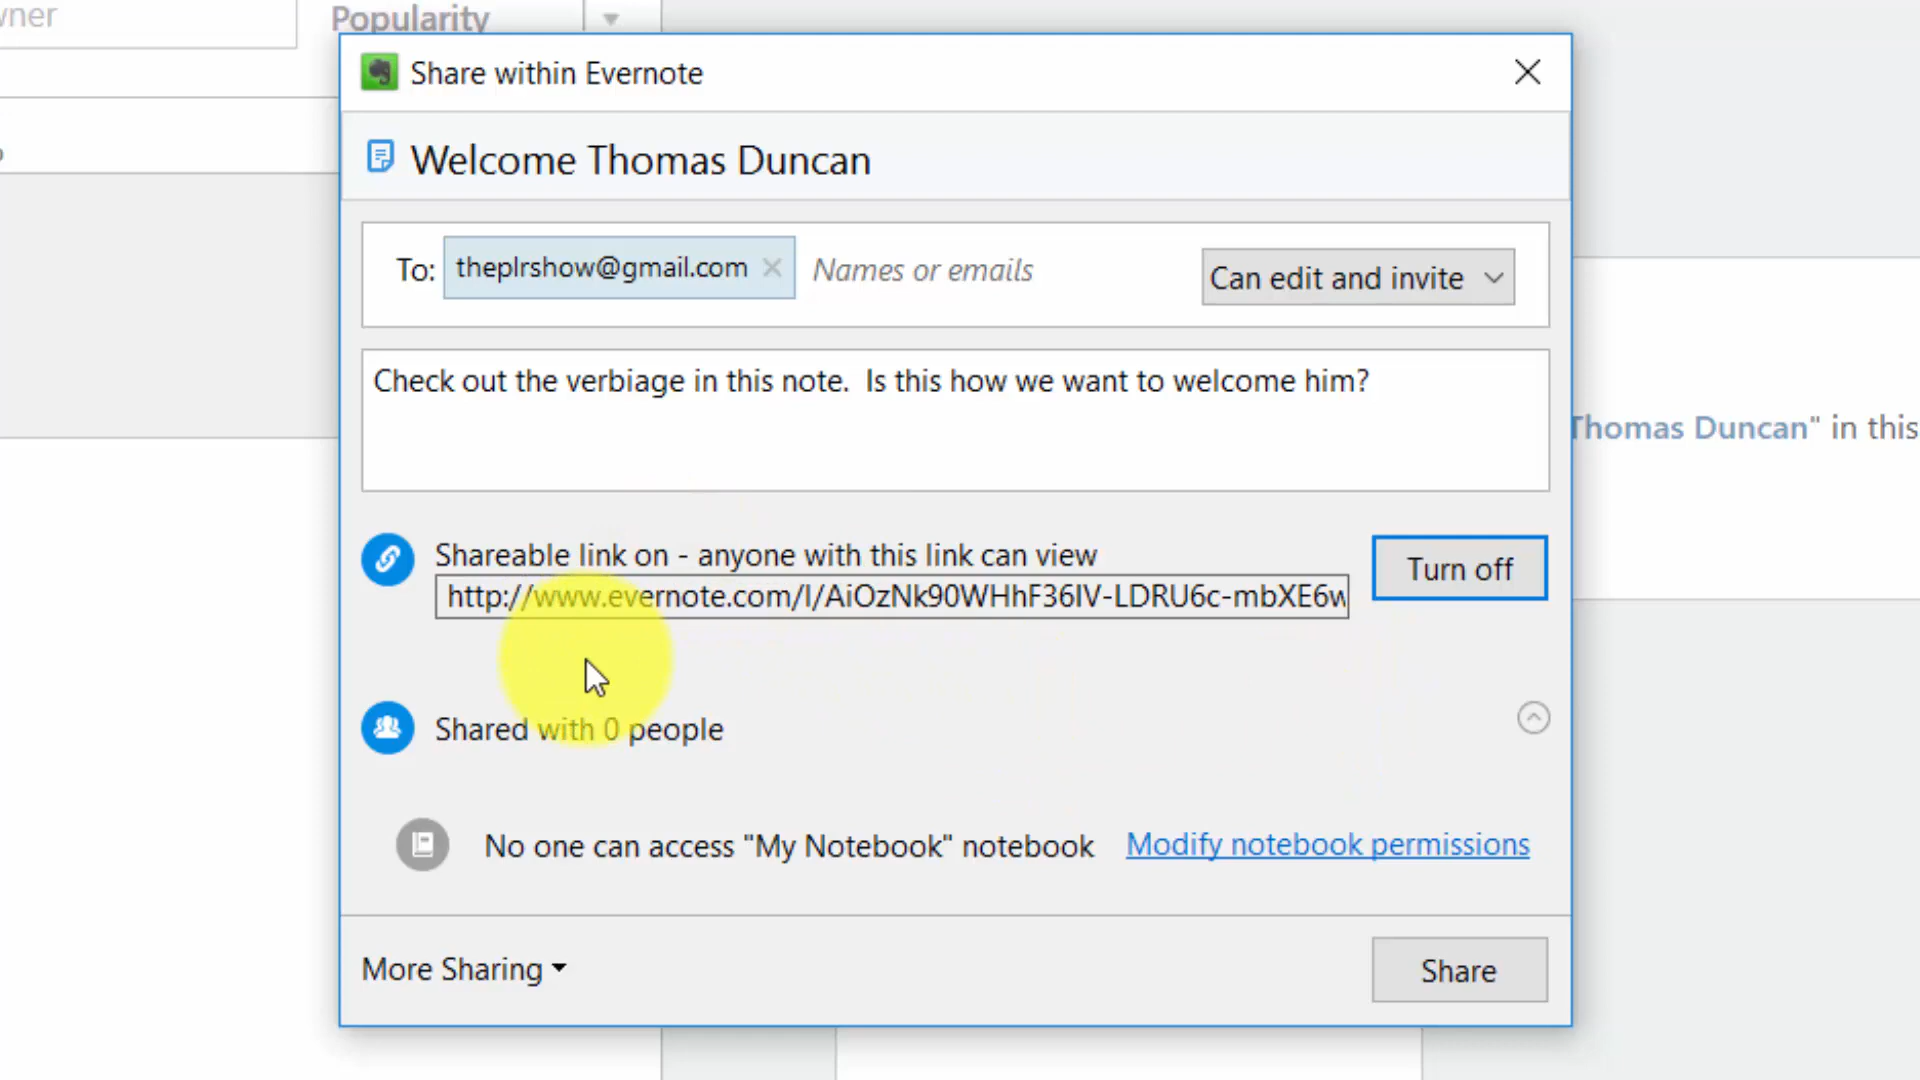 Popularity
Share within Evernote
Welcome Thomas Duncan
To: theplrshow@gmail.com Names or emails Can edit and invite
Check out the verbiage in this note.  Is this how we want to welcome him?
Thomas Duncan" in this
Shareable link on - anyone with this link can view
http://www.evernote.com/l/AiOzNk90WHhF36IV-LDRU6c-mbXE6w
Turn off
Shared with 0 people
No one can access "My Notebook" notebook Modify notebook permissions
More Sharing
Share